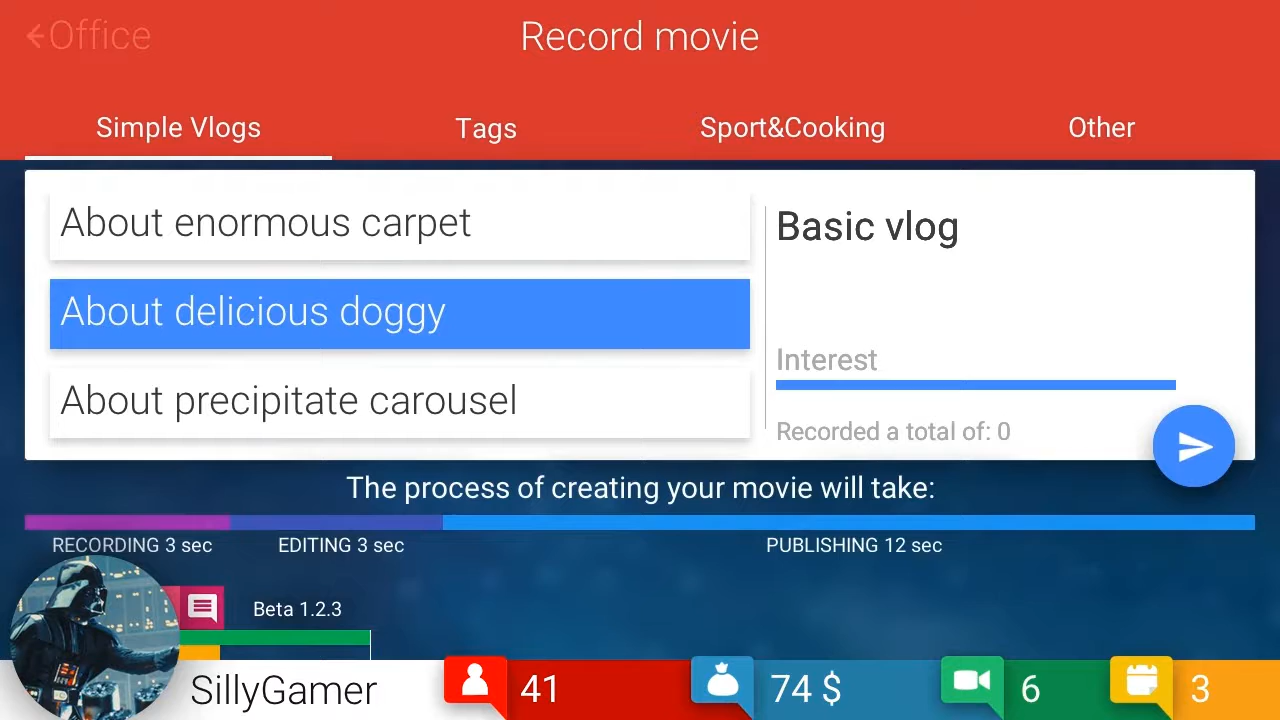 Office
Record movie
Simple Vlogs
Tags
Sport&Cooking
Other
About enormous carpet
About delicious doggy
About precipitate carousel
Basic vlog
Interest
Recorded a total of: 0
The process of creating your movie will take:
RECORDING 3 sec
EDITING 3 sec
PUBLISHING 12 sec
Beta 1.2.3
SillyGamer
41
74 $
6
3